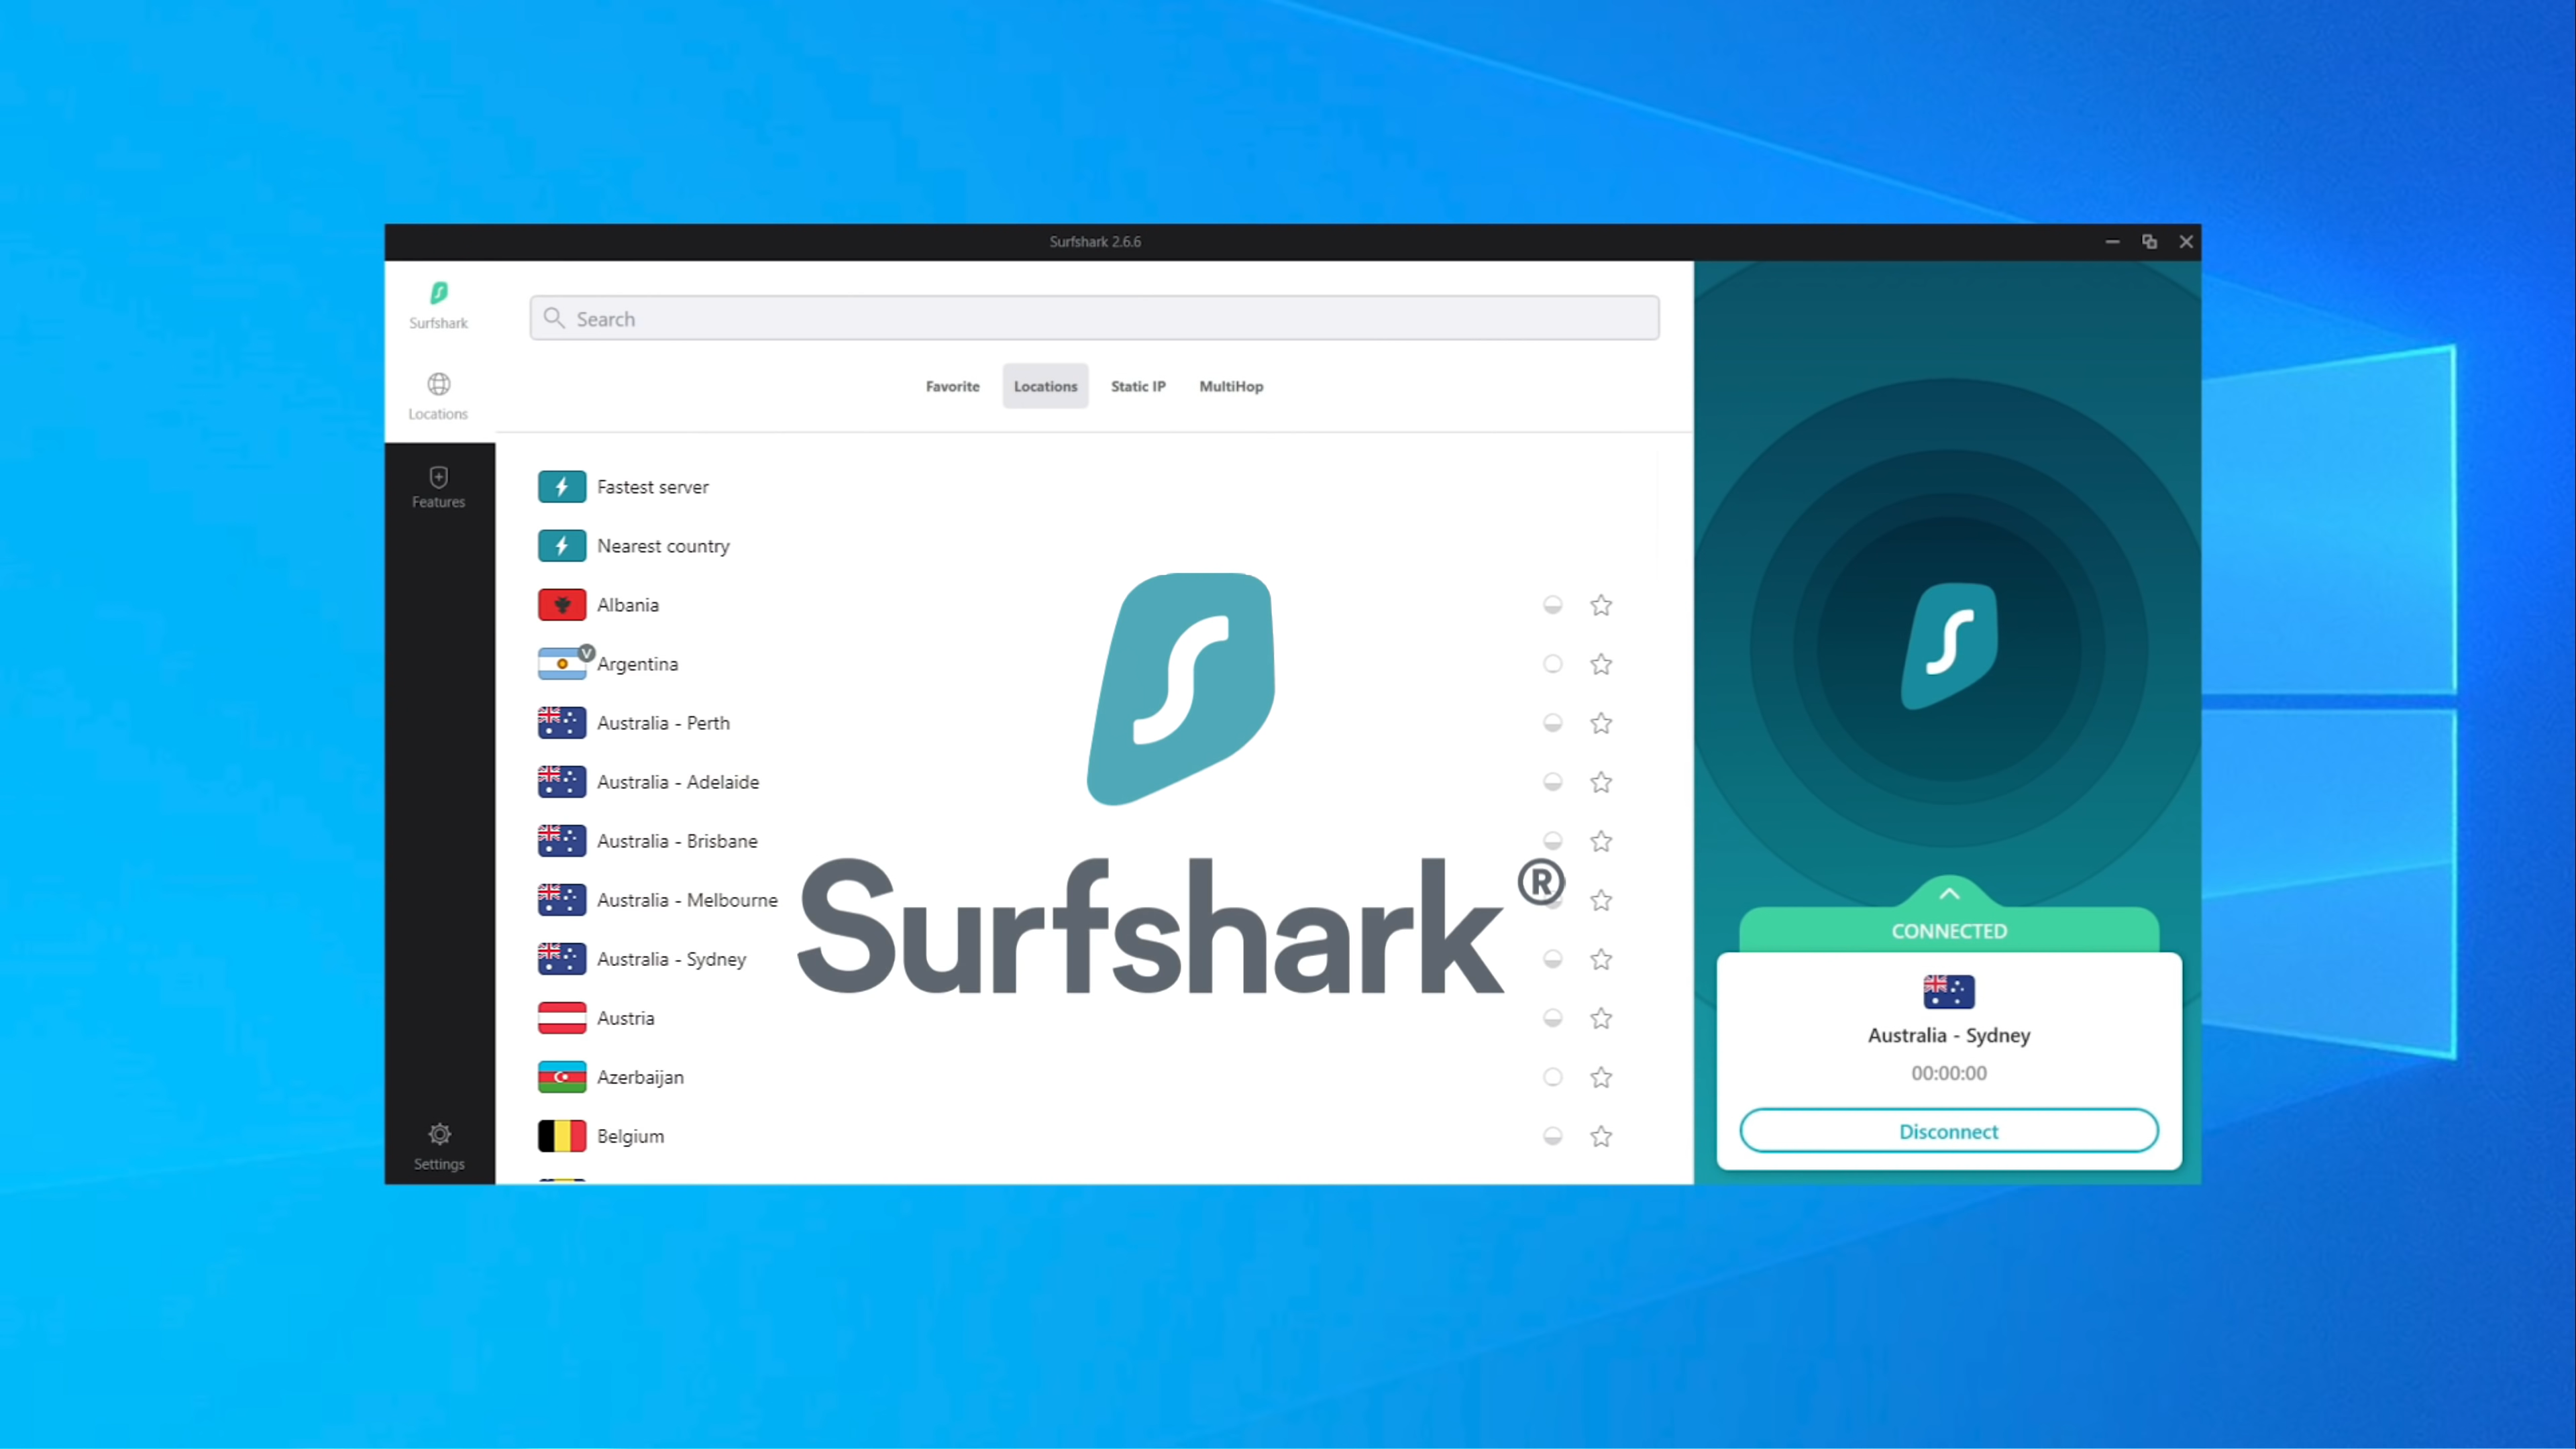 Surfshark 2.6.6
Surfshark
Locations
Features
Settings
Search
Favorite
Locations
Static IP
MultiHop
Fastest server
Nearest country
Albania
V
Argentina
Australia - Perth
Australia - Adelaide
Australia - Brisbane
Australia - Melbourne
Australia - Sydney
Austria
Azerbaijan
Belgium
Surfshark®
CONNECTED
Australia - Sydney
00:00:00
Disconnect